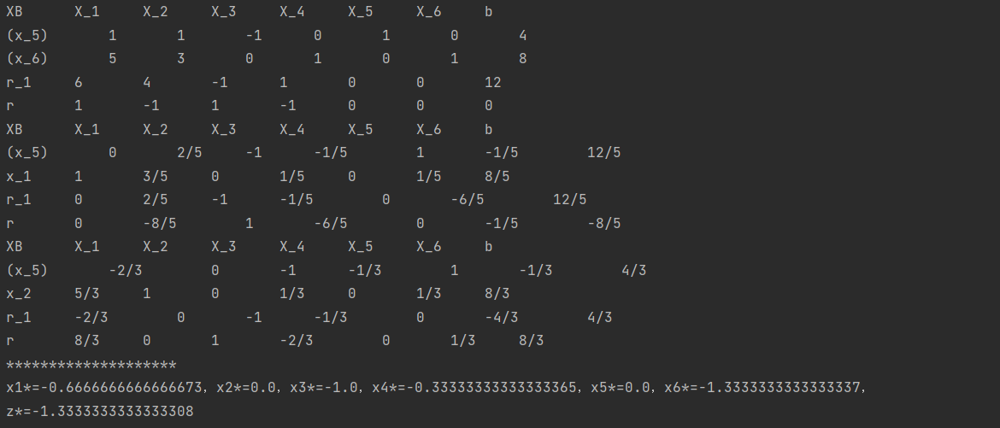 XB X_1 X_2 X_3 X_4 X_5 X_6 b
(x_5) 1 1 -1 0 1 0 4
(x_6) 5 3 0 1 0 1 8
r_1 6 4 -1 1 0 0 12
r 1 -1 1 -1 0 0 0
XB X_1 X_2 X_3 X_4 X_5 X_6 b
(x_5) 0 2/5 -1 -1/5 1 -1/5 12/5
x_1 1 3/5 0 1/5 0 1/5 8/5
r_1 0 2/5 -1 -1/5 0 -6/5 12/5
r 0 -8/5 1 -6/5 0 -1/5 -8/5
XB X_1 X_2 X_3 X_4 X_5 X_6 b
(x_5) -2/3 0 -1 -1/3 1 -1/3 4/3
x_2 5/3 1 0 1/3 0 1/3 8/3
r_1 -2/3 0 -1 -1/3 0 -4/3 4/3
r 8/3 0 1 -2/3 0 1/3 8/3
********************
x1*=-0.6666666666666673, x2*=0.0, x3*=-1.0, x4*=-0.33333333333333365, x5*=0.0, x6*=-1.3333333333333337,
z*=-1.3333333333333308